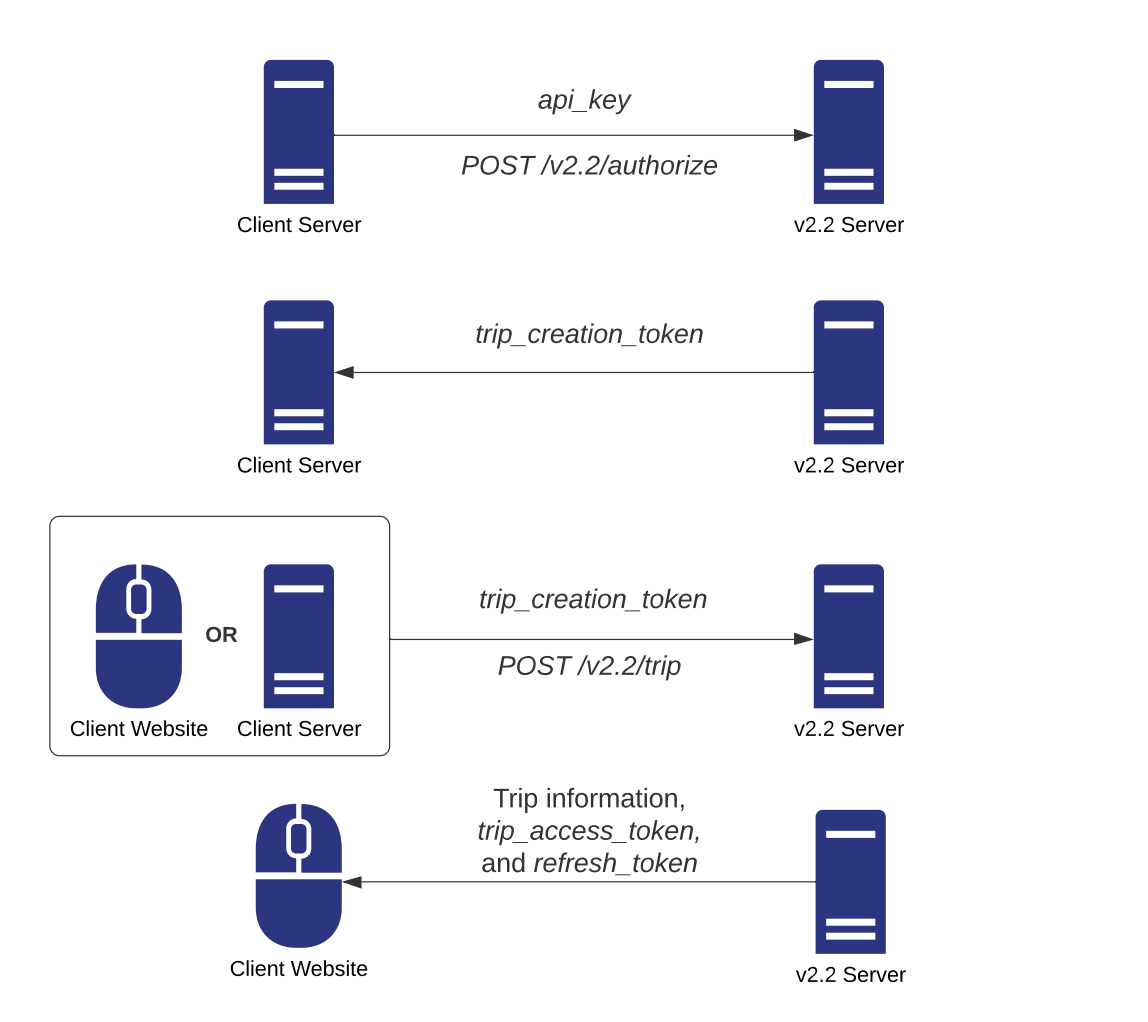 api_key
POST /v2.2/authorize
Client Server
v2.2 Server
trip_creation_token
Client Server
v2.2 Server
trip_creation_token
OR
POST /v2.2/trip
Client Website
Client Server
v2.2 Server
Trip information,
trip_access_token,
and refresh_token
Client Website
v2.2 Server